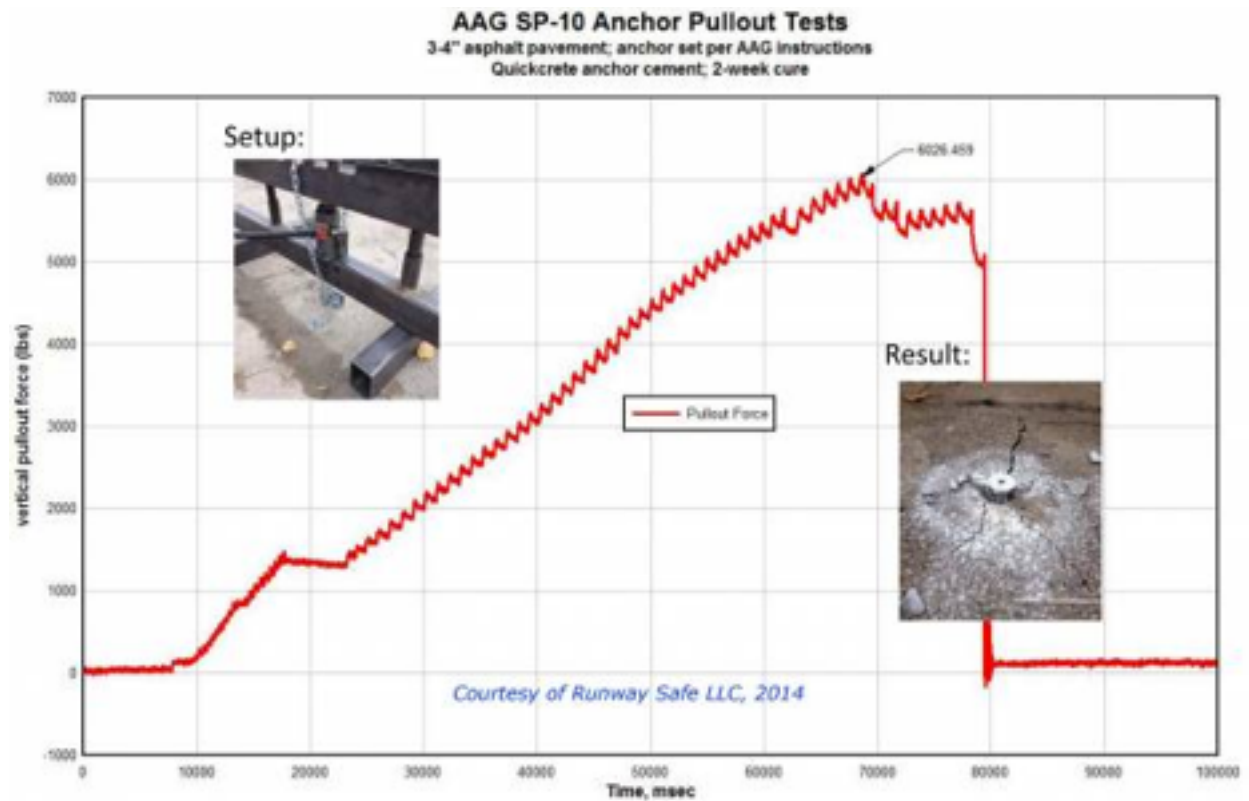 AAG SP-10 Anchor Pullout Tests
3-4" asphalt pavement; anchor set per AAG instructions
Quickcrete anchor cement; 2-week cure
7000
6000
5000
4000
3000
2000
1000
0
-1000
vertical pullout force (lbs)
Setup:
6026.459
Result:
Pullout Force
Courtesy of Runway Safe LLC, 2014
0
10000
20000
30000
40000
50000
60000
70000
80000
90000
100000
Time, msec